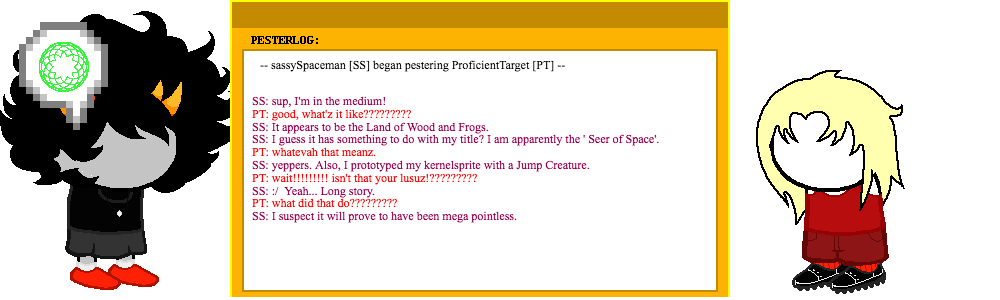 PESTERLOG:
-- sassySpaceman [SS] began pestering ProficientTarget [PT] --
SS: sup, I'm in the medium!
PT: good, what'z it like?????????
SS: It appears to be the Land of Wood and Frogs.
SS: I guess it has something to do with my title? I am apparently the ' Seer of Space'.
PT: whatevah that meanz.
SS: yeppers. Also, I prototyped my kernelsprite with a Jump Creature.
PT: wait!!!!!!!!! isn't that your lusuz!?????????
SS: :/  Yeah... Long story.
PT: what did that do?????????
SS: I suspect it will prove to have been mega pointless.